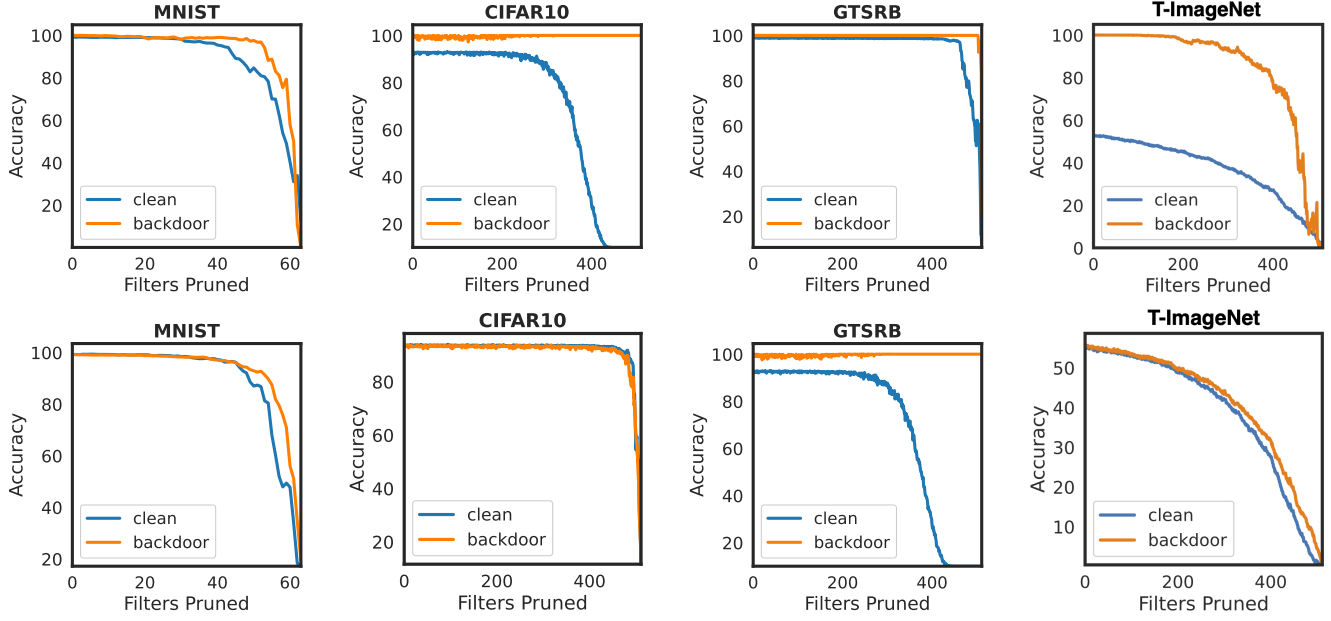 MNIST
100
80
60
40
20
Accuracy
clean
backdoor
0 20 40 60
Filters Pruned
CIFAR10
100
80
60
40
20
Accuracy
clean
backdoor
0 200 400
Filters Pruned
GTSRB
100
80
60
40
20
Accuracy
clean
backdoor
0 200 400
Filters Pruned
T-ImageNet
100
80
60
40
20
0
Accuracy
clean
backdoor
0 200 400
Filters Pruned
MNIST
100
80
60
40
20
Accuracy
clean
backdoor
0 20 40 60
Filters Pruned
CIFAR10
80
60
40
20
Accuracy
clean
backdoor
0 200 400
Filters Pruned
GTSRB
100
80
60
40
20
Accuracy
clean
backdoor
0 200 400
Filters Pruned
T-ImageNet
50
40
30
20
10
Accuracy
clean
backdoor
0 200 400
Filters Pruned